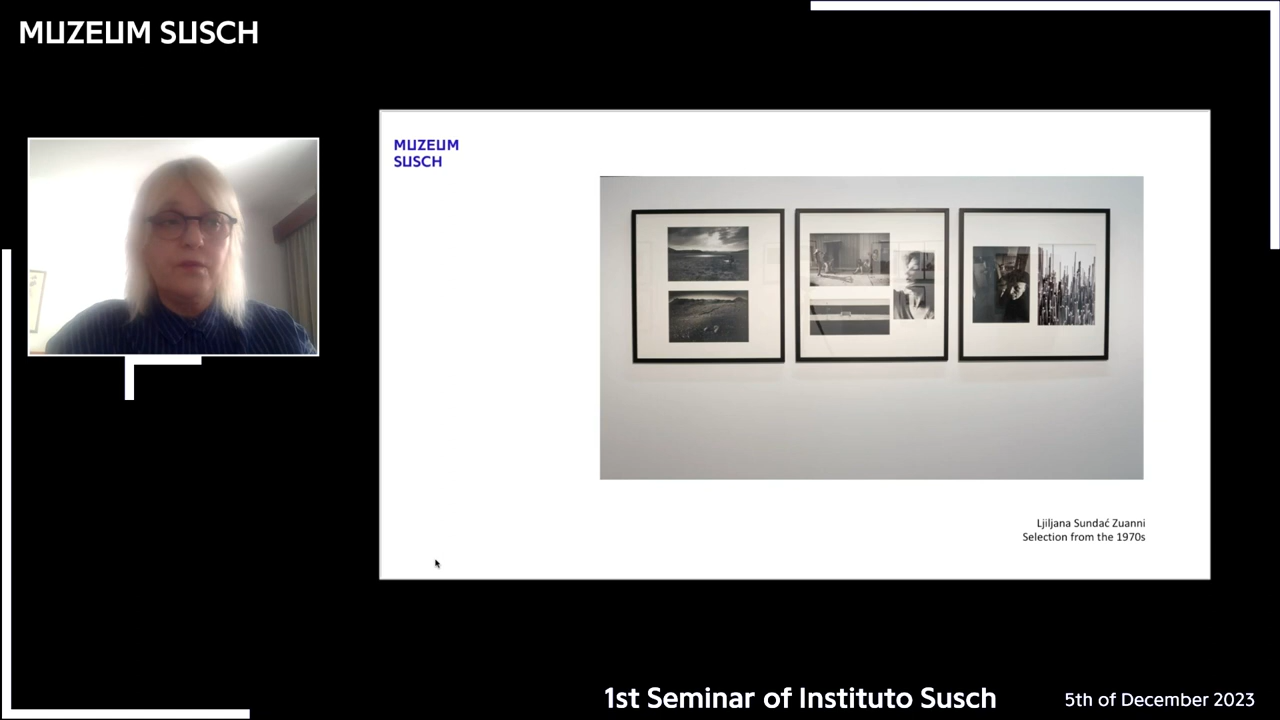 MUZEUM SUSCH
MUZEUM
SUSCH
Ljiljana Sundać Zuanni
Selection from the 1970s
1st Seminar of Instituto Susch
5th of December 2023